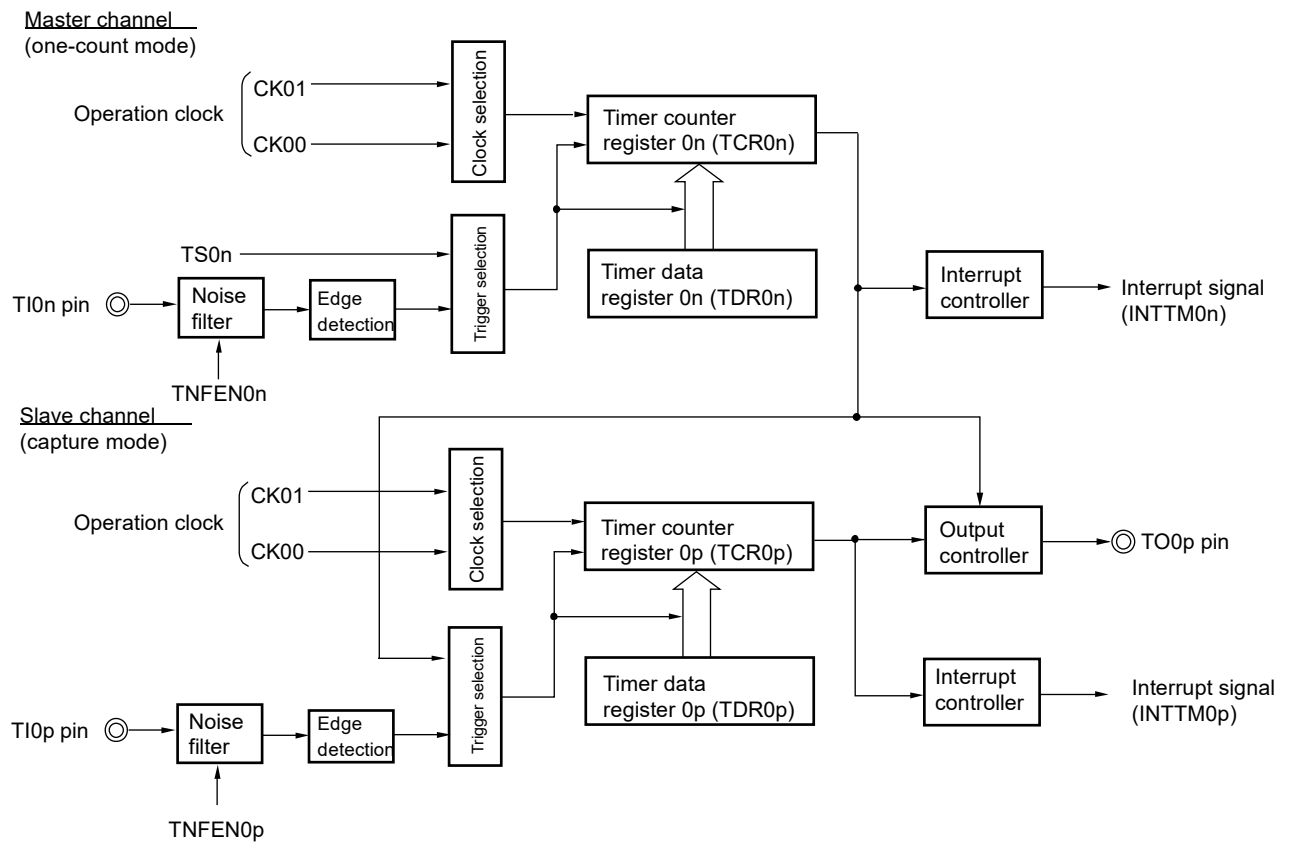 Master channel
(one-count mode)
Operation clock
CK01
CK00
Clock selection
Timer counter
register 0n (TCR0n)
TS0n
Trigger selection
Timer data
register 0n (TDR0n)
TI0n pin
Noise
filter
Edge
detection
TNFEN0n
Interrupt
controller
Interrupt signal
(INTTM0n)
Slave channel
(capture mode)
Operation clock
CK01
CK00
Clock selection
Timer counter
register 0p (TCR0p)
Output
controller
TO0p pin
Trigger selection
Timer data
register 0p (TDR0p)
Interrupt
controller
Interrupt signal
(INTTM0p)
TI0p pin
Noise
filter
Edge
detection
TNFEN0p